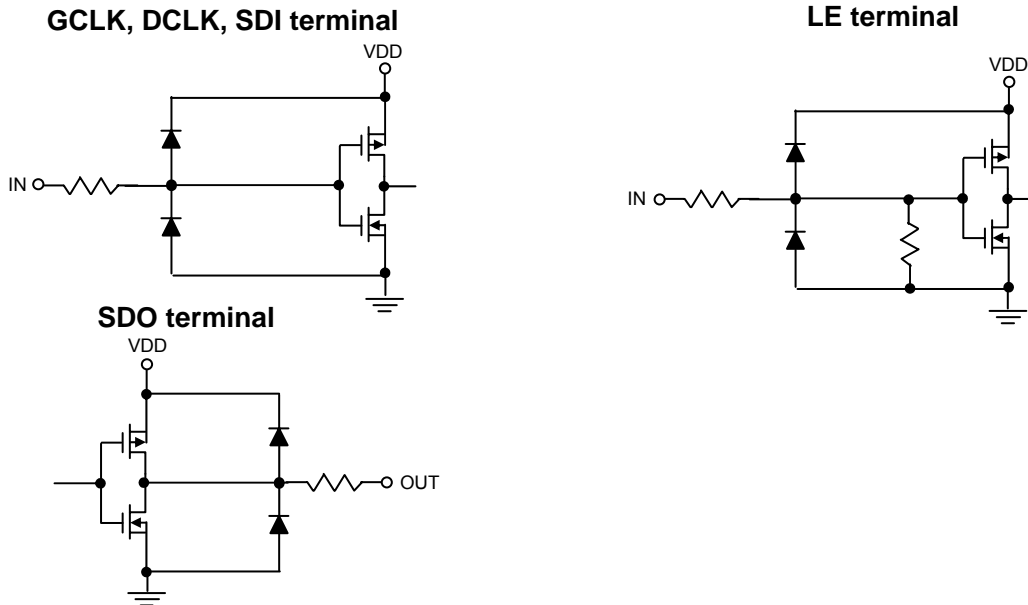 GCLK, DCLK, SDI terminal
VDD
IN
LE terminal
VDD
IN
SDO terminal
VDD
OUT